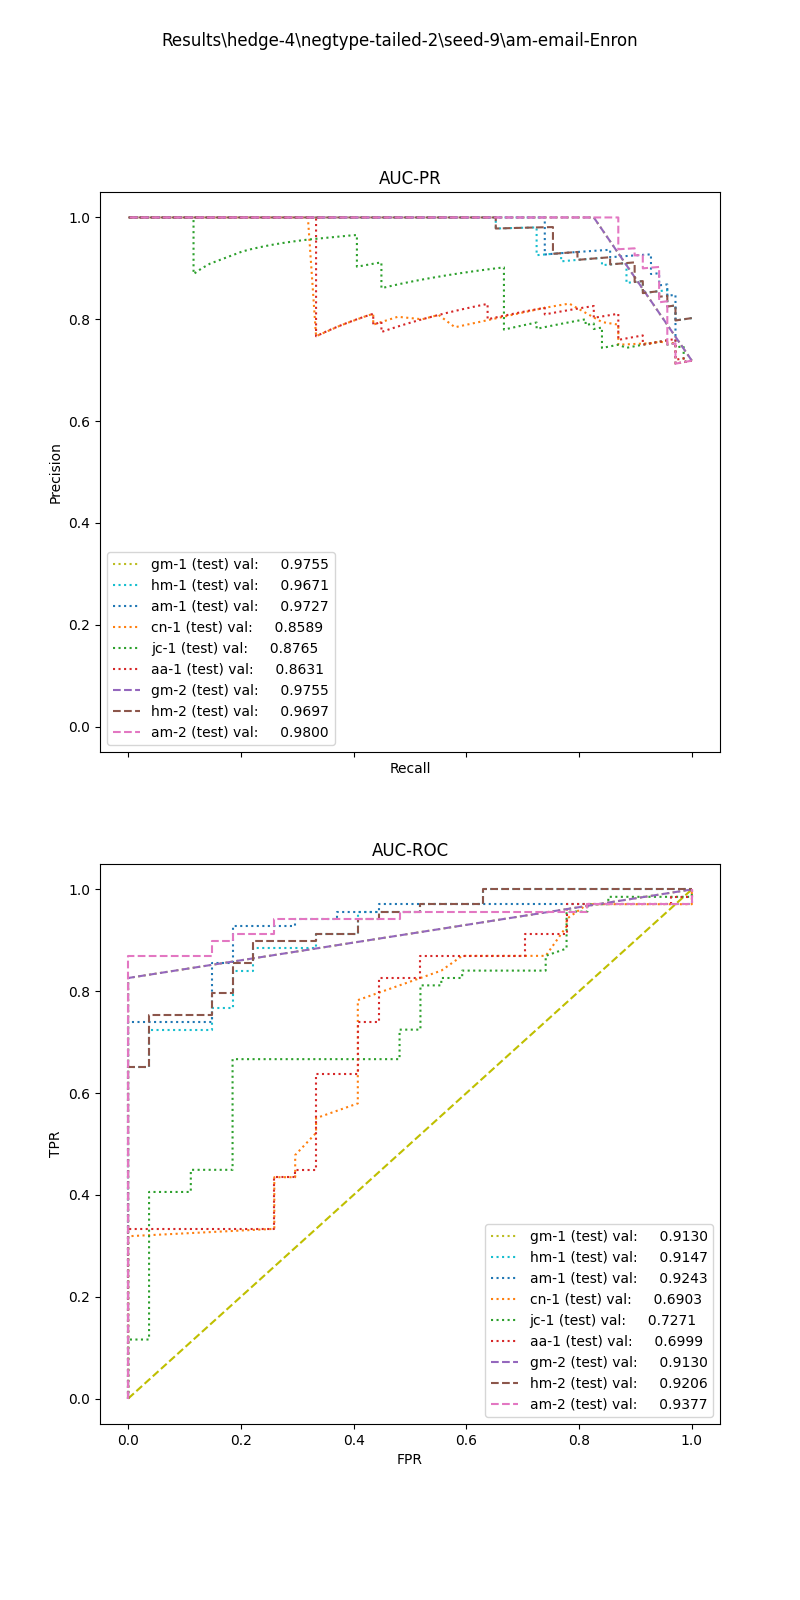 Results\hedge-4\negtype-tailed-2\seed-9\am-email-Enron
AUC-PR
1.0
0.8
0.6
0.4
0.2
0.0
Precision
gm-1 (test) val: 0.9755
hm-1 (test) val: 0.9671
am-1 (test) val: 0.9727
cn-1 (test) val: 0.8589
jc-1 (test) val: 0.8765
aa-1 (test) val: 0.8631
gm-2 (test) val: 0.9755
hm-2 (test) val: 0.9697
am-2 (test) val: 0.9800
Recall
AUC-ROC
1.0
0.8
0.6
0.4
0.2
0.0
TPR
gm-1 (test) val: 0.9130
hm-1 (test) val: 0.9147
am-1 (test) val: 0.9243
cn-1 (test) val: 0.6903
jc-1 (test) val: 0.7271
aa-1 (test) val: 0.6999
gm-2 (test) val: 0.9130
hm-2 (test) val: 0.9206
am-2 (test) val: 0.9377
0.0 0.2 0.4 0.6 0.8 1.0
FPR